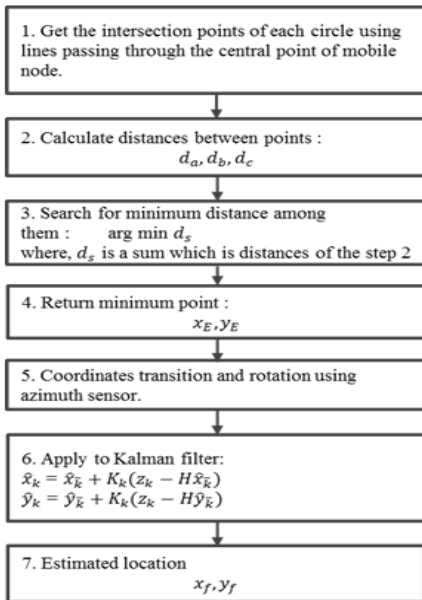 1. Get the intersection points of each circle using
lines passing through the central point of mobile
node.
2. Calculate distances between points :
d_a, d_b, d_c
3. Search for minimum distance among
them : arg min d_s
where, d_s is a sum which is distances of the step 2
4. Return minimum point :
x_E, y_E
5. Coordinates transition and rotation using
azimuth sensor.
6. Apply to Kalman filter:
x̂_k = x̂_k̄ + K_k(z_k − Hx̂_k̄)
ŷ_k = ŷ_k̄ + K_k(z_k − Hŷ_k̄)
7. Estimated location
x_f, y_f